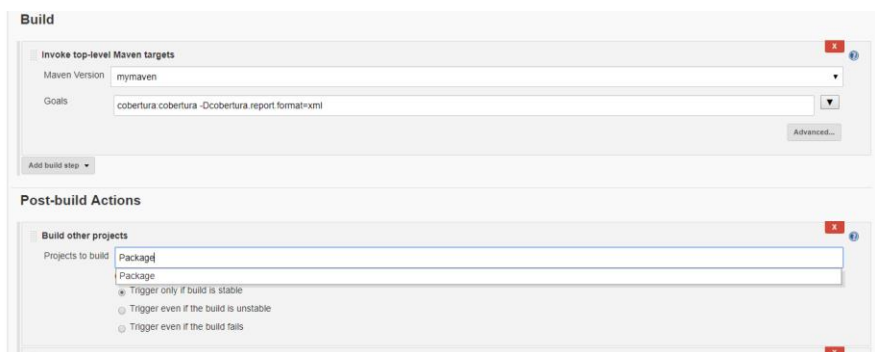 Build
Invoke top-level Maven targets
X
Maven Version mymaven
Goals cobertura:cobertura -Dcobertura.report.format=xml
Advanced...
Add build step
Post-build Actions
Build other projects
X
Projects to build Package
Package
Trigger only if build is stable
Trigger even if the build is unstable
Trigger even if the build fails
X